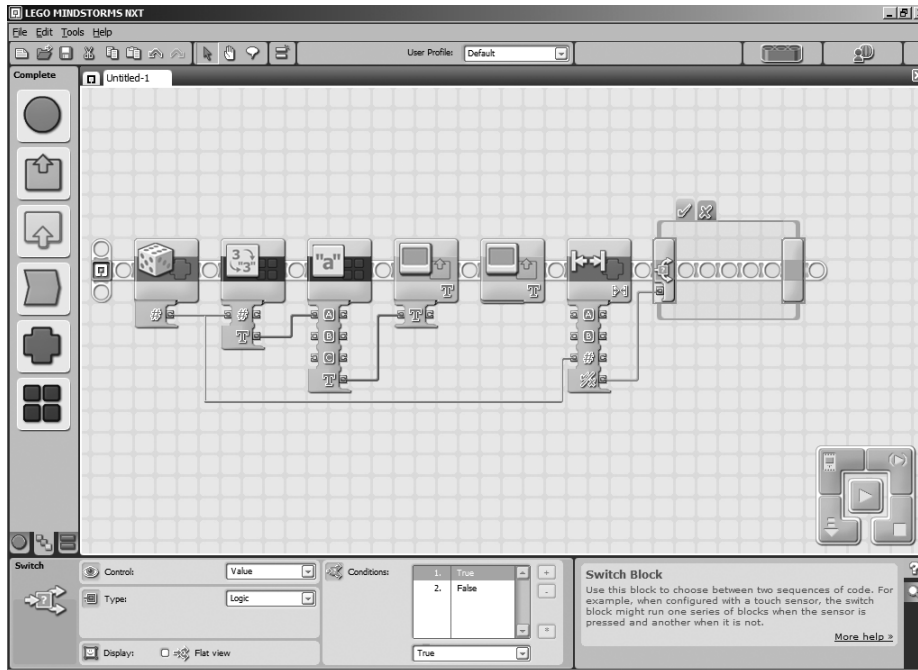 LEGO MINDSTORMS NXT
File Edit Tools Help
User Profile: Default
Complete
Untitled-1
3
"3"
"a"
# # A A
T B T T T B
C #
T
Switch
Control: Value
Type: Logic
Display: Flat view
Conditions:
1. True
2. False
+
-
*
True
Switch Block
Use this block to choose between two sequences of code. For
example, when configured with a touch sensor, the switch
block might run one series of blocks when the sensor is
pressed and another when it is not.
More help »